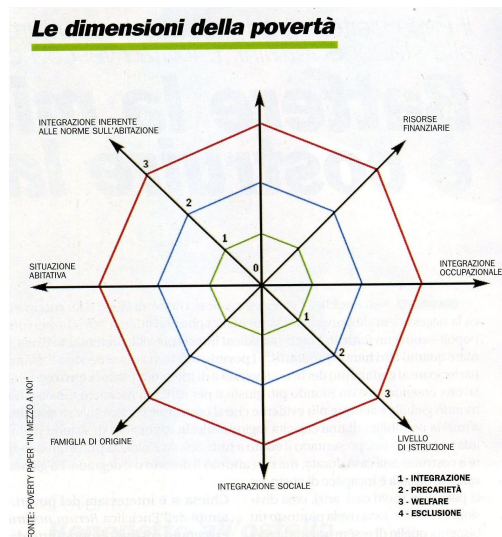 Le dimensioni della povertà
INTEGRAZIONE INERENTE
ALLE NORME SULL'ABITAZIONE
RISORSE
FINANZIARIE
3
2
1
0
SITUAZIONE
ABITATIVA
INTEGRAZIONE
OCCUPAZIONALE
1
2
3
FAMIGLIA DI ORIGINE
LIVELLO
DI ISTRUZIONE
INTEGRAZIONE SOCIALE
1 - INTEGRAZIONE
2 - PRECARIETÀ
3 - WELFARE
4 - ESCLUSIONE
FONTE: POVERTY PAPER "IN MEZZO A NOI"